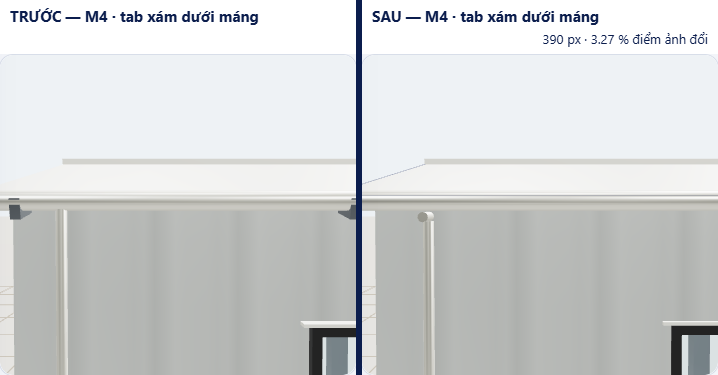 TRƯỚC — M4 · tab xám dưới máng
SAU — M4 · tab xám dưới máng
390 px · 3.27 % điểm ảnh đổi